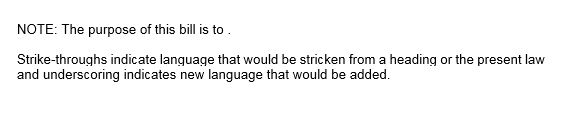 NOTE: The purpose of this bill is to .
Strike-throughs indicate language that would be stricken from a heading or the present law
and underscoring indicates new language that would be added.